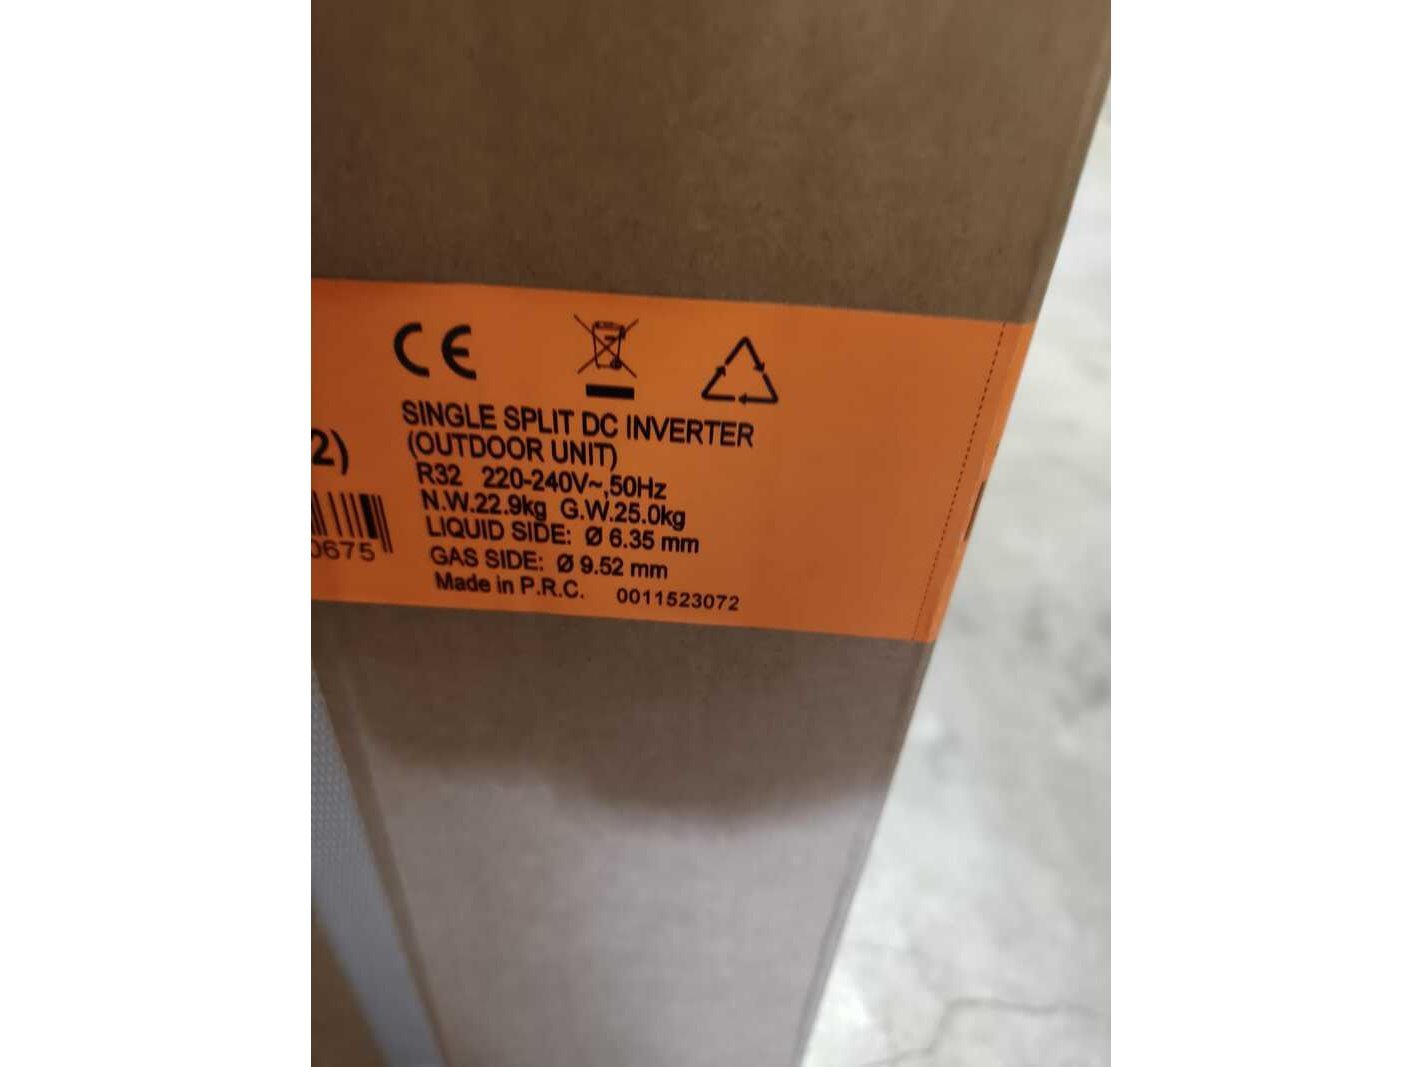 CE
SINGLE SPLIT DC INVERTER
(OUTDOOR UNIT)
2)
R32 220-240V~,50Hz
N.W.22.9kg G.W.25.0kg
LIQUID SIDE: Ø 6.35 mm
0675
GAS SIDE: Ø 9.52 mm
Made in P.R.C. 0011523072